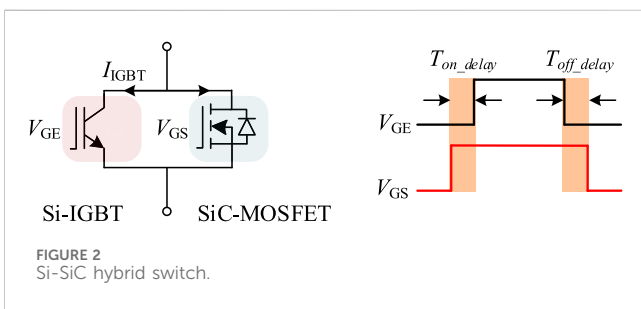 I_IGBT
V_GE
V_GS
Si-IGBT
SiC-MOSFET
T_on_delay
T_off_delay
V_GE
V_GS
FIGURE 2
Si-SiC hybrid switch.